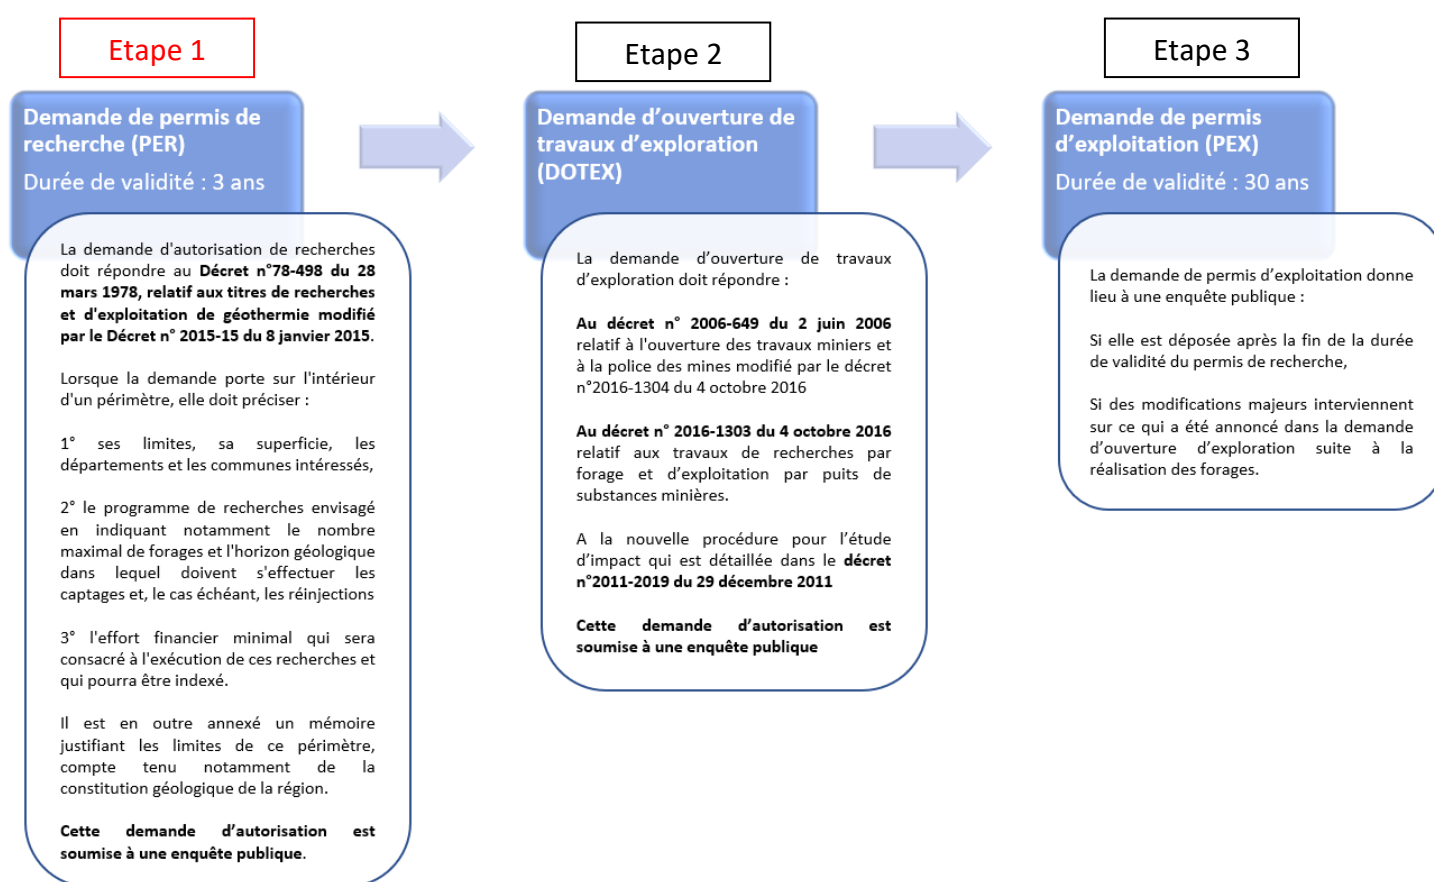 Etape 1
Demande de permis de
recherche (PER)
Durée de validité : 3 ans
La demande d'autorisation de recherches
doit répondre au Décret n°78-498 du 28
mars 1978, relatif aux titres de recherches
et d'exploitation de géothermie modifié
par le Décret n° 2015-15 du 8 janvier 2015.
Lorsque la demande porte sur l'intérieur
d'un périmètre, elle doit préciser :
1° ses limites, sa superficie, les
départements et les communes intéressés,
2° le programme de recherches envisagé
en indiquant notamment le nombre
maximal de forages et l'horizon géologique
dans lequel doivent s'effectuer les
captages et, le cas échéant, les réinjections
3° l'effort financier minimal qui sera
consacré à l'exécution de ces recherches et
qui pourra être indexé.
Il est en outre annexé un mémoire
justifiant les limites de ce périmètre,
compte tenu notamment de la
constitution géologique de la région.
Cette demande d'autorisation est
soumise à une enquête publique.
Etape 2
Demande d'ouverture de
travaux d'exploration
(DOTEX)
La demande d'ouverture de travaux
d'exploration doit répondre :
Au décret n° 2006-649 du 2 juin 2006
relatif à l'ouverture des travaux miniers et
à la police des mines modifié par le décret
n°2016-1304 du 4 octobre 2016
Au décret n° 2016-1303 du 4 octobre 2016
relatif aux travaux de recherches par
forage et d'exploitation par puits de
substances minières.
A la nouvelle procédure pour l'étude
d'impact qui est détaillée dans le décret
n°2011-2019 du 29 décembre 2011
Cette demande d'autorisation est
soumise à une enquête publique
Etape 3
Demande de permis
d'exploitation (PEX)
Durée de validité : 30 ans
La demande de permis d'exploitation donne
lieu à une enquête publique :
Si elle est déposée après la fin de la durée
de validité du permis de recherche,
Si des modifications majeurs interviennent
sur ce qui a été annoncé dans la demande
d'ouverture d'exploration suite à la
réalisation des forages.